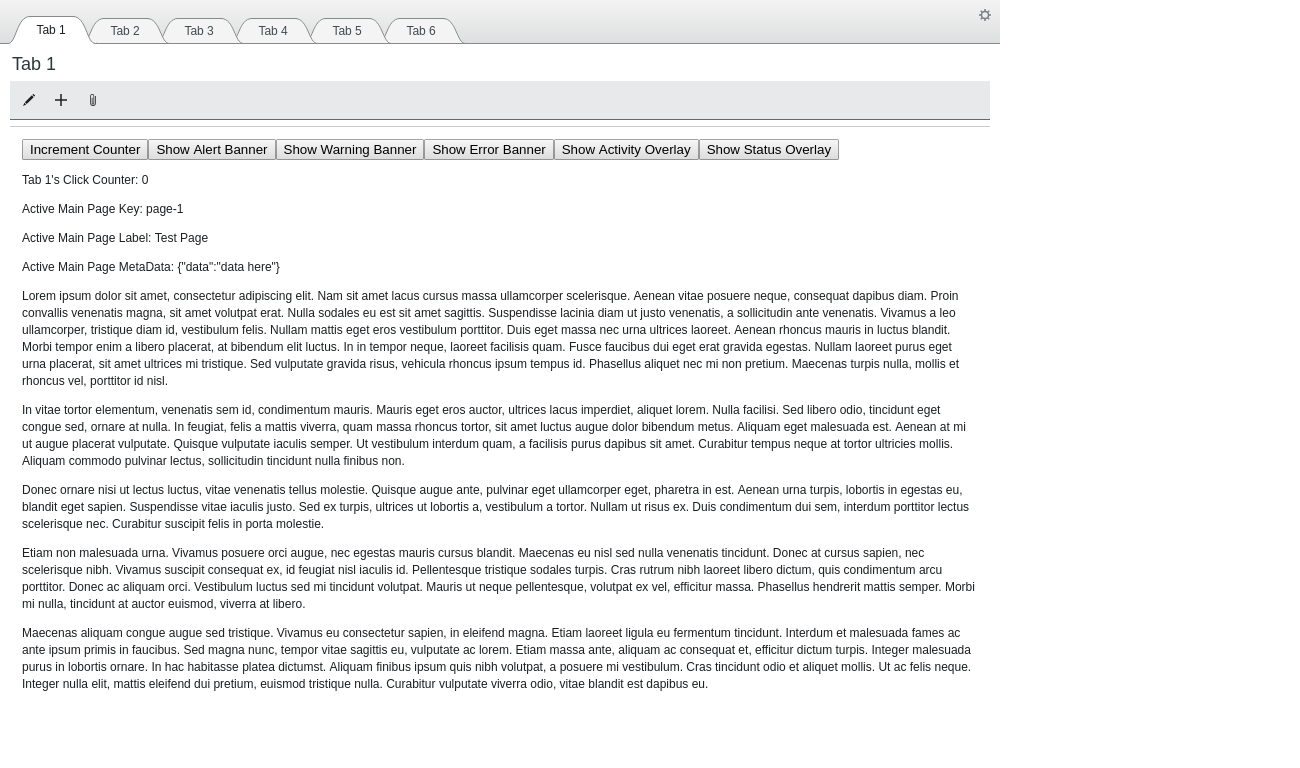 Tab 1
Tab 2
Tab 3
Tab 4
Tab 5
Tab 6
Tab 1
Increment Counter
Show Alert Banner
Show Warning Banner
Show Error Banner
Show Activity Overlay
Show Status Overlay
Tab 1's Click Counter: 0
Active Main Page Key: page-1
Active Main Page Label: Test Page
Active Main Page MetaData: {"data":"data here"}
Lorem ipsum dolor sit amet, consectetur adipiscing elit. Nam sit amet lacus cursus massa ullamcorper scelerisque. Aenean vitae posuere neque, consequat dapibus diam. Proin
convallis venenatis magna, sit amet volutpat erat. Nulla sodales eu est sit amet sagittis. Suspendisse lacinia diam ut justo venenatis, a sollicitudin ante venenatis. Vivamus a leo
ullamcorper, tristique diam id, vestibulum felis. Nullam mattis eget eros vestibulum porttitor. Duis eget massa nec urna ultrices laoreet. Aenean rhoncus mauris in luctus blandit.
Morbi tempor enim a libero placerat, at bibendum elit luctus. In in tempor neque, laoreet facilisis quam. Fusce faucibus dui eget erat gravida egestas. Nullam laoreet purus eget
urna placerat, sit amet ultrices mi tristique. Sed vulputate gravida risus, vehicula rhoncus ipsum tempus id. Phasellus aliquet nec mi non pretium. Maecenas turpis nulla, mollis et
rhoncus vel, porttitor id nisl.
In vitae tortor elementum, venenatis sem id, condimentum mauris. Mauris eget eros auctor, ultrices lacus imperdiet, aliquet lorem. Nulla facilisi. Sed libero odio, tincidunt eget
congue sed, ornare at nulla. In feugiat, felis a mattis viverra, quam massa rhoncus tortor, sit amet luctus augue dolor bibendum metus. Aliquam eget malesuada est. Aenean at mi
ut augue placerat vulputate. Quisque vulputate iaculis semper. Ut vestibulum interdum quam, a facilisis purus dapibus sit amet. Curabitur tempus neque at tortor ultricies mollis.
Aliquam commodo pulvinar lectus, sollicitudin tincidunt nulla finibus non.
Donec ornare nisi ut lectus luctus, vitae venenatis tellus molestie. Quisque augue ante, pulvinar eget ullamcorper eget, pharetra in est. Aenean urna turpis, lobortis in egestas eu,
blandit eget sapien. Suspendisse vitae iaculis justo. Sed ex turpis, ultrices ut lobortis a, vestibulum a tortor. Nullam ut risus ex. Duis condimentum dui sem, interdum porttitor lectus
scelerisque nec. Curabitur suscipit felis in porta molestie.
Etiam non malesuada urna. Vivamus posuere orci augue, nec egestas mauris cursus blandit. Maecenas eu nisl sed nulla venenatis tincidunt. Donec at cursus sapien, nec
scelerisque nibh. Vivamus suscipit consequat ex, id feugiat nisl iaculis id. Pellentesque tristique sodales turpis. Cras rutrum nibh laoreet libero dictum, quis condimentum arcu
porttitor. Donec ac aliquam orci. Vestibulum luctus sed mi tincidunt volutpat. Mauris ut neque pellentesque, volutpat ex vel, efficitur massa. Phasellus hendrerit mattis semper. Morbi
mi nulla, tincidunt at auctor euismod, viverra at libero.
Maecenas aliquam congue augue sed tristique. Vivamus eu consectetur sapien, in eleifend magna. Etiam laoreet ligula eu fermentum tincidunt. Interdum et malesuada fames ac
ante ipsum primis in faucibus. Sed magna nunc, tempor vitae sagittis eu, vulputate ac lorem. Etiam massa ante, aliquam ac consequat et, efficitur dictum turpis. Integer malesuada
purus in lobortis ornare. In hac habitasse platea dictumst. Aliquam finibus ipsum quis nibh volutpat, a posuere mi vestibulum. Cras tincidunt odio et aliquet mollis. Ut ac felis neque.
Integer nulla elit, mattis eleifend dui pretium, euismod tristique nulla. Curabitur vulputate viverra odio, vitae blandit est dapibus eu.